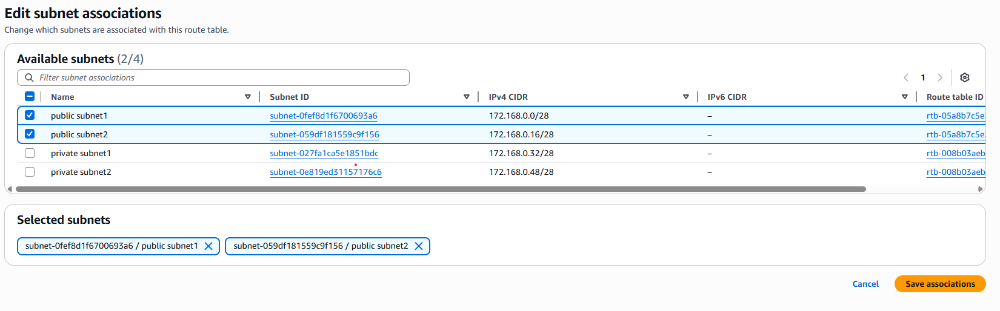 Edit subnet associations
Change which subnets are associated with this route table.
Available subnets (2/4)
Filter subnet associations
1
Name Subnet ID IPv4 CIDR IPv6 CIDR Route table ID
public subnet1 subnet-0fef8d1f6700693a6 172.168.0.0/28 – rtb-05a8b7c5e
public subnet2 subnet-059df181559c9f156 172.168.0.16/28 – rtb-05a8b7c5e
private subnet1 subnet-027fa1ca5e1851bdc 172.168.0.32/28 – rtb-008b03aeb
private subnet2 subnet-0e819ed31157176c6 172.168.0.48/28 – rtb-008b03aeb
Selected subnets
subnet-0fef8d1f6700693a6 / public subnet1 subnet-059df181559c9f156 / public subnet2
Cancel Save associations